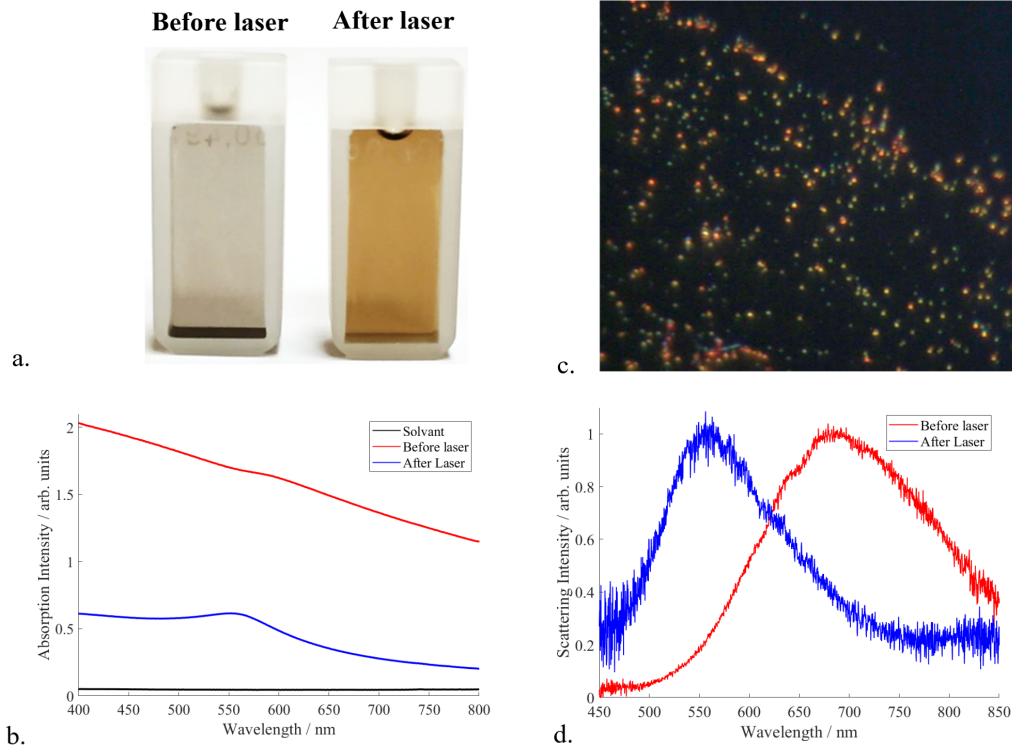 Before laser
After laser
a.
c.
Absorption Intensity / arb. units
2
1.5
1
0.5
0
400
450
500
550
600
650
700
750
800
Wavelength / nm
Solvant
Before laser
After Laser
b.
Scattering Intensity / arb. units
1
0.8
0.6
0.4
0.2
0
450
500
550
600
650
700
750
800
850
Wavelength / nm
Before laser
After Laser
d.